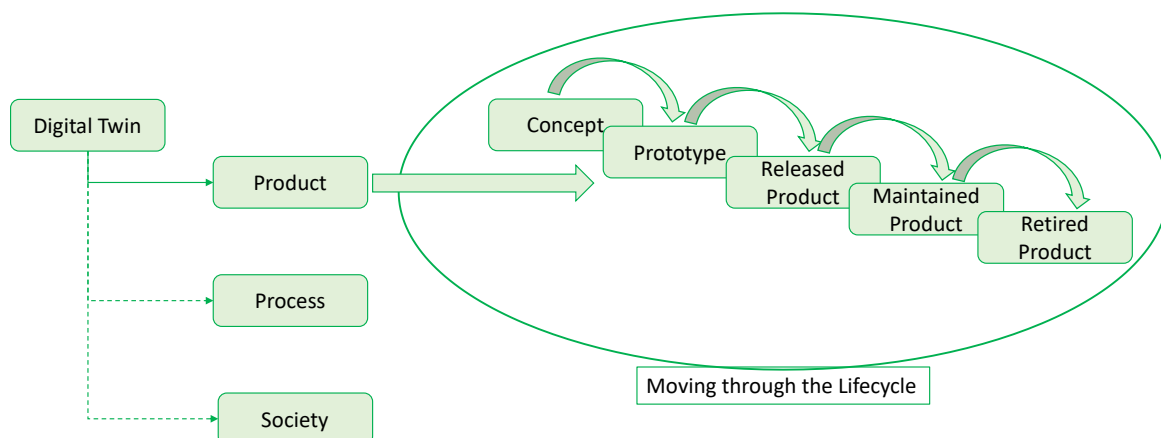 Digital Twin
Product
Process
Society
Concept
Prototype
Released
Product
Maintained
Product
Retired
Product
Moving through the Lifecycle